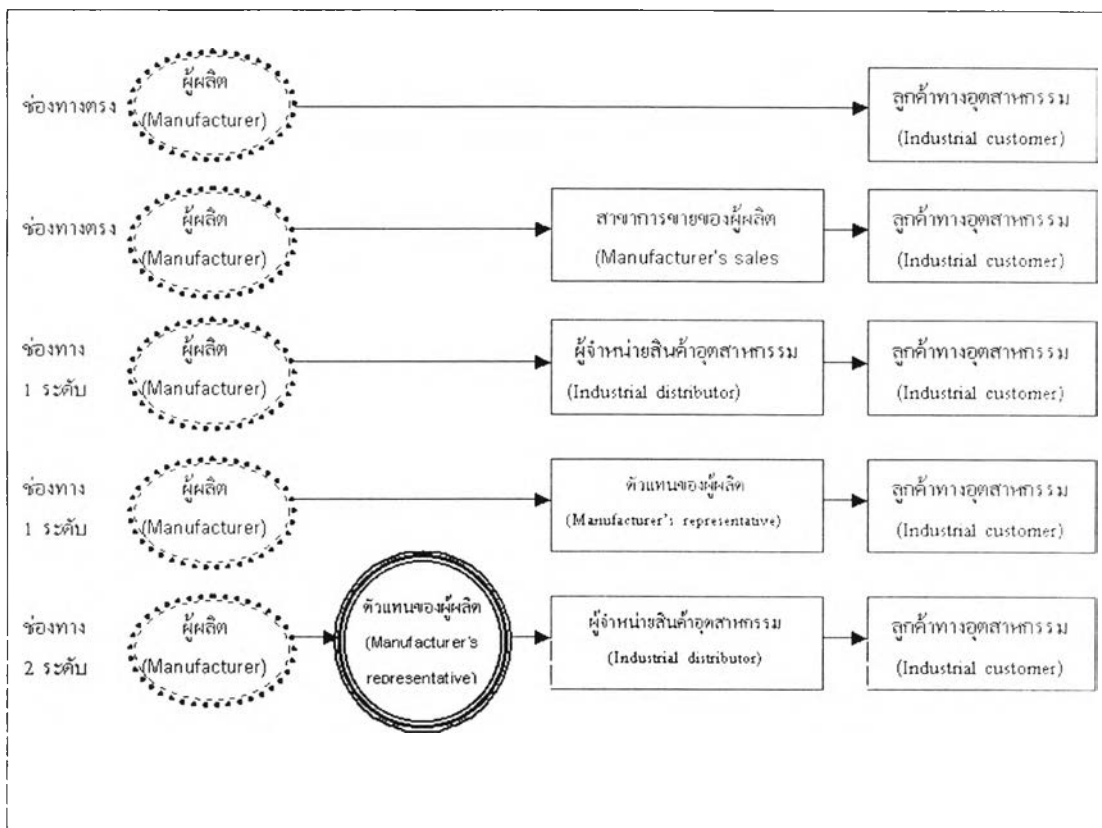 ช่องทางตรง
ผู้ผลิต
(Manufacturer)
ลูกค้าทางอุตสาหกรรม
(Industrial customer)
ช่องทางตรง
ผู้ผลิต
(Manufacturer)
สาขาการขายของผู้ผลิต
(Manufacturer's sales
ลูกค้าทางอุตสาหกรรม
(Industrial customer)
ช่องทาง
1 ระดับ
ผู้ผลิต
(Manufacturer)
ผู้จำหน่ายสินค้าอุตสาหกรรม
(Industrial distributor)
ลูกค้าทางอุตสาหกรรม
(Industrial customer)
ช่องทาง
1 ระดับ
ผู้ผลิต
(Manufacturer)
ตัวแทนของผู้ผลิต
(Manufacturer's representative)
ลูกค้าทางอุตสาหกรรม
(Industrial customer)
ช่องทาง
2 ระดับ
ผู้ผลิต
(Manufacturer)
ตัวแทนของผู้ผลิต
(Manufacturer's
representative)
ผู้จำหน่ายสินค้าอุตสาหกรรม
(Industrial distributor)
ลูกค้าทางอุตสาหกรรม
(Industrial customer)